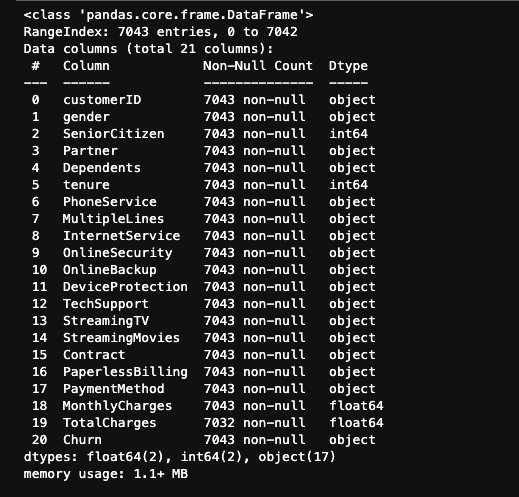 <class 'pandas.core.frame.DataFrame'>
RangeIndex: 7043 entries, 0 to 7042
Data columns (total 21 columns):
 #   Column            Non-Null Count  Dtype
---  ------            --------------  -----
 0   customerID        7043 non-null   object
 1   gender            7043 non-null   object
 2   SeniorCitizen     7043 non-null   int64
 3   Partner           7043 non-null   object
 4   Dependents        7043 non-null   object
 5   tenure            7043 non-null   int64
 6   PhoneService      7043 non-null   object
 7   MultipleLines     7043 non-null   object
 8   InternetService   7043 non-null   object
 9   OnlineSecurity    7043 non-null   object
 10  OnlineBackup      7043 non-null   object
 11  DeviceProtection  7043 non-null   object
 12  TechSupport       7043 non-null   object
 13  StreamingTV       7043 non-null   object
 14  StreamingMovies   7043 non-null   object
 15  Contract          7043 non-null   object
 16  PaperlessBilling  7043 non-null   object
 17  PaymentMethod     7043 non-null   object
 18  MonthlyCharges    7043 non-null   float64
 19  TotalCharges      7032 non-null   float64
 20  Churn             7043 non-null   object
dtypes: float64(2), int64(2), object(17)
memory usage: 1.1+ MB